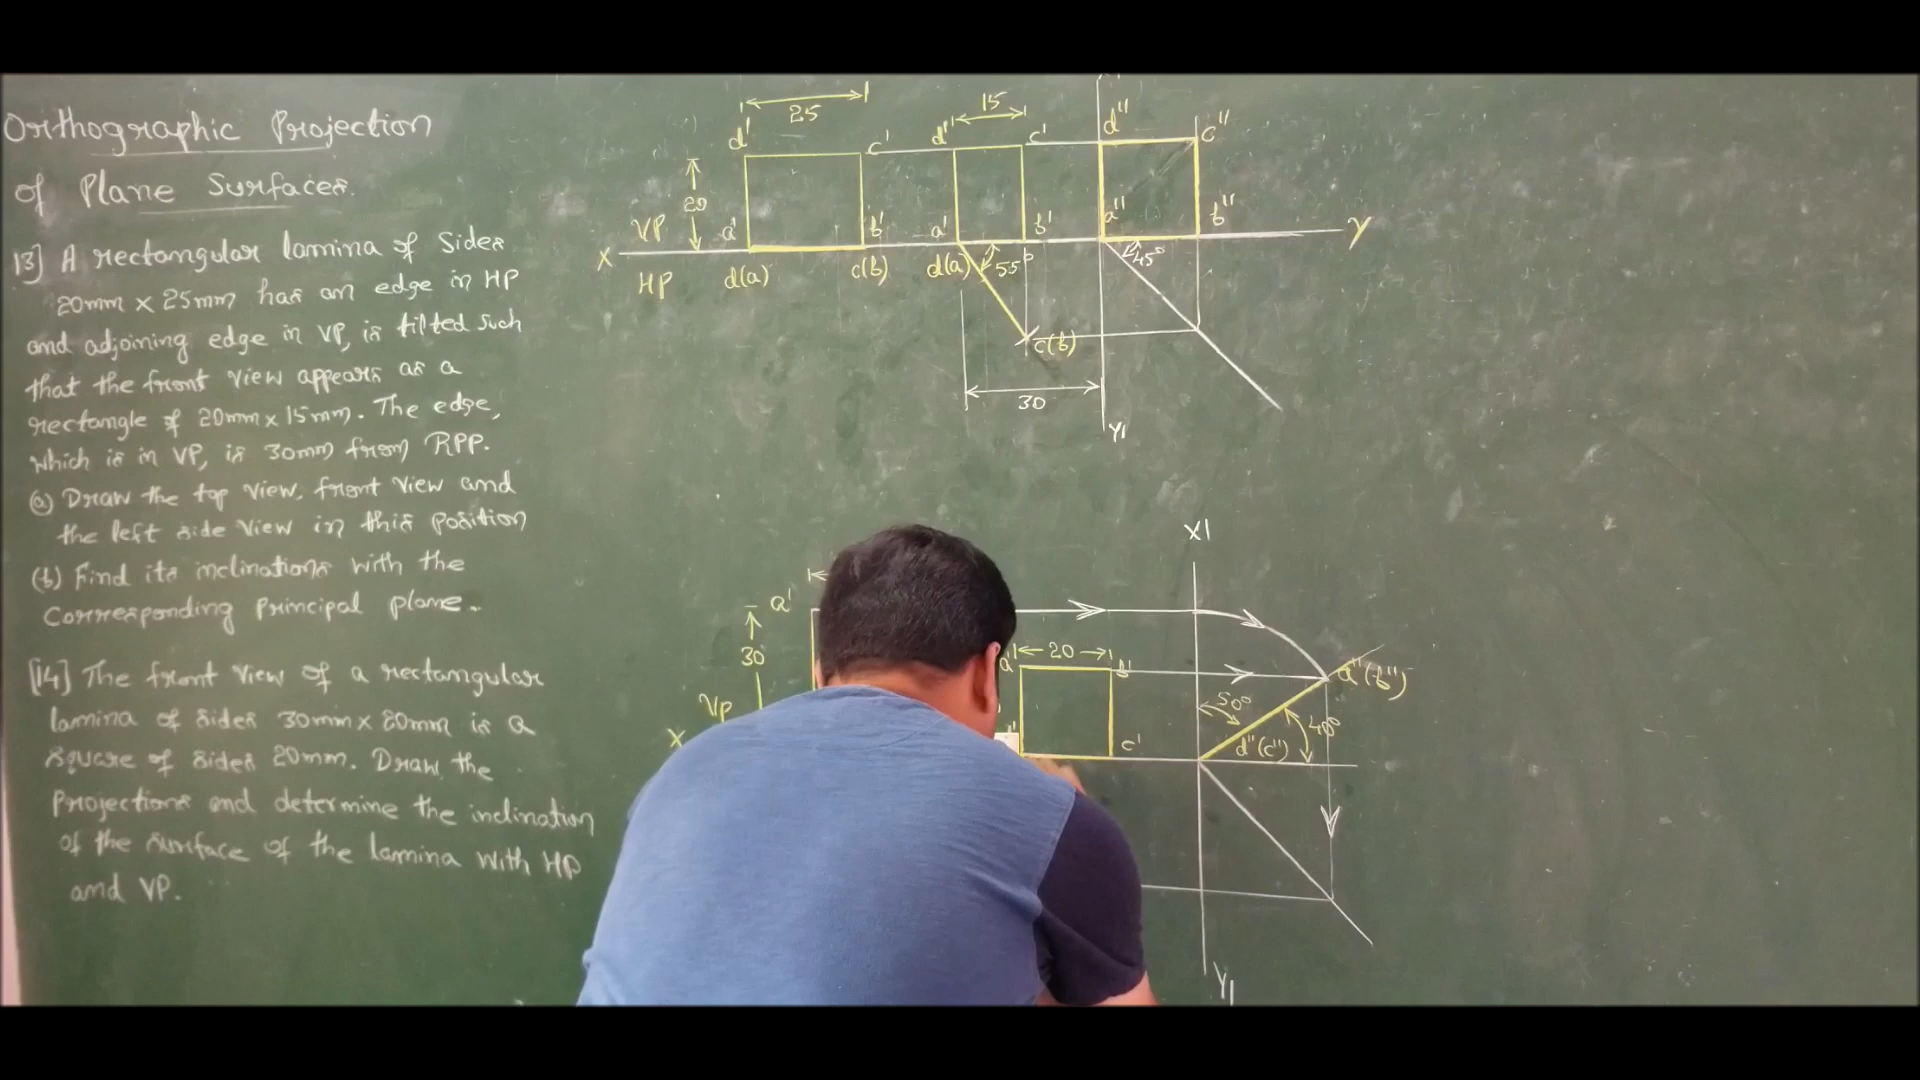 Orthographic Projection
of Plane Surfaces.
13] A rectangular lamina of Sides
20mm x 25mm has an edge in HP
and adjoining edge in VP, is tilted such
that the front view appears as a
rectangle of 20mm x 15mm. The edge,
which is in VP, is 30mm from RPP.
(a) Draw the top view, front view and
the left side view in this position
(b) Find its inclinations with the
corresponding principal plane.
[14] The front view of a rectangular
lamina of sides 30mm x 20mm is a
square of sides 20mm. Draw the
Projections and determine the inclination
of the surface of the lamina with HP
and VP.
25
15
d' c' d' c' d" c"
20
VP a' b' a' b' a" b"
X Y
HP d(a) c(b) d(a) 55° 45°
c(b)
30
Y1
X1
a'
30
a' 20 b' a"(b")
VP 50° 40°
X c' d"(c")
Y1